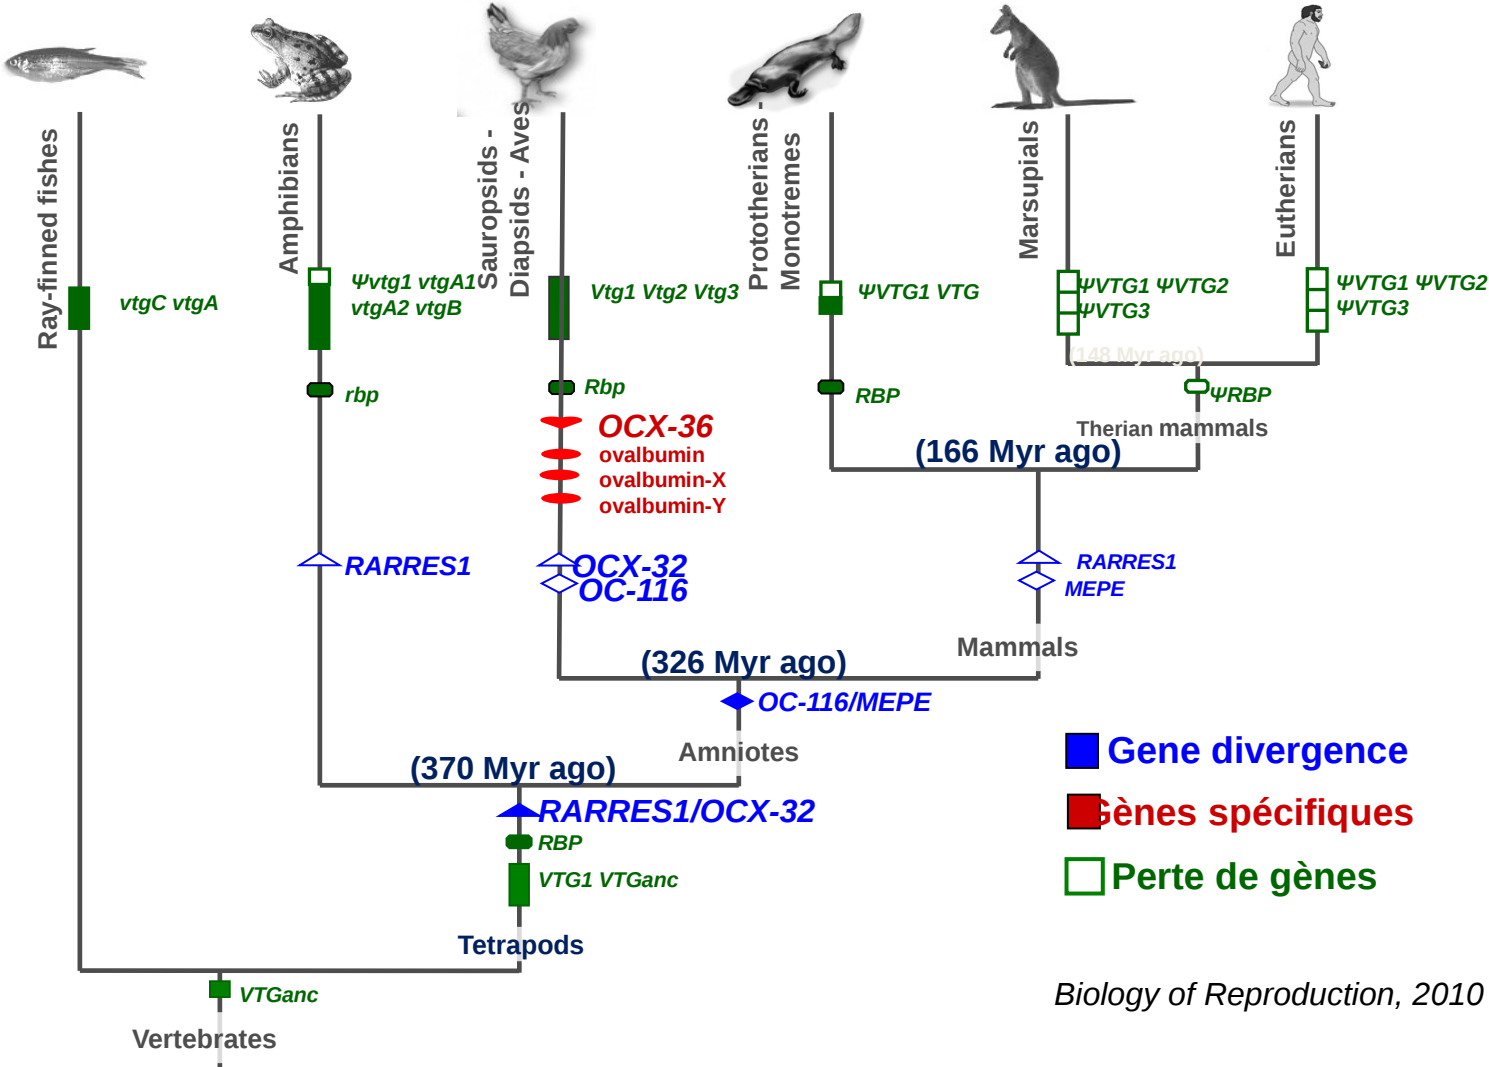 Ray-finned fishes
Amphibians
Sauropsids -
Diapsids - Aves
Prototherians -
Monotremes
Marsupials
Eutherians
vtgC vtgA
Ψvtg1 vtgA1
vtgA2 vtgB
Vtg1 Vtg2 Vtg3
ΨVTG1 VTG
ΨVTG1 ΨVTG2
ΨVTG3
ΨVTG1 ΨVTG2
ΨVTG3
(148 Myr ago)
rbp
Rbp
RBP
ΨRBP
OCX-36
ovalbumin
ovalbumin-X
ovalbumin-Y
Therian mammals
(166 Myr ago)
RARRES1
OCX-32
OC-116
RARRES1
MEPE
Mammals
(326 Myr ago)
OC-116/MEPE
Amniotes
(370 Myr ago)
RARRES1/OCX-32
RBP
VTG1 VTGanc
Tetrapods
VTGanc
Vertebrates
Gene divergence
Gènes spécifiques
Perte de gènes
Biology of Reproduction, 2010